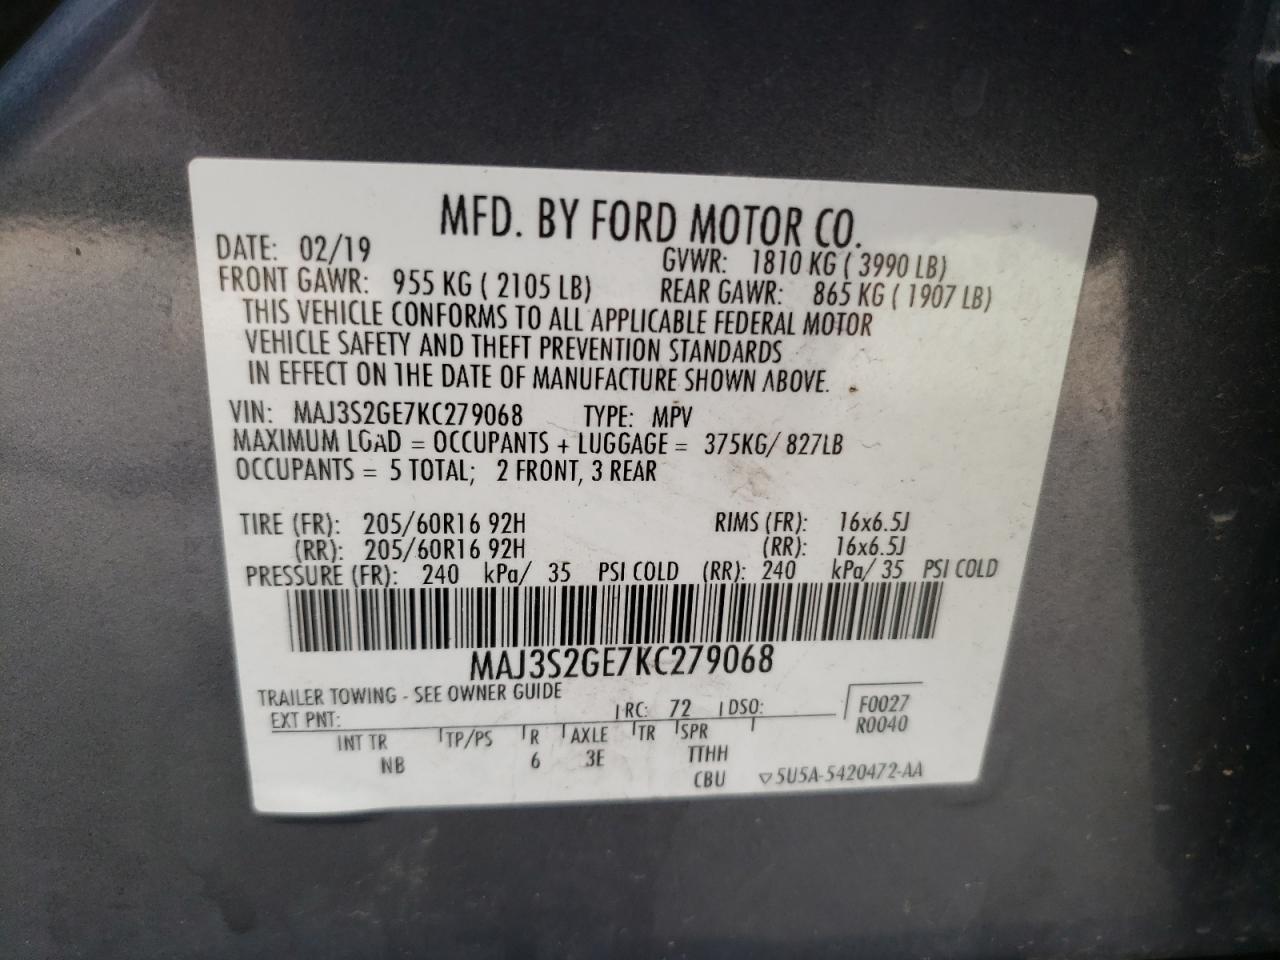 MFD. BY FORD MOTOR CO.
DATE: 02/19 GVWR: 1810 KG ( 3990 LB)
FRONT GAWR: 955 KG ( 2105 LB) REAR GAWR: 865 KG ( 1907 LB)
THIS VEHICLE CONFORMS TO ALL APPLICABLE FEDERAL MOTOR
VEHICLE SAFETY AND THEFT PREVENTION STANDARDS
IN EFFECT ON THE DATE OF MANUFACTURE SHOWN ABOVE.
VIN: MAJ3S2GE7KC279068 TYPE: MPV
MAXIMUM LOAD = OCCUPANTS + LUGGAGE = 375KG/ 827LB
OCCUPANTS = 5 TOTAL; 2 FRONT, 3 REAR
TIRE (FR): 205/60R16 92H RIMS (FR): 16x6.5J
(RR): 205/60R16 92H (RR): 16x6.5J
PRESSURE (FR): 240 kPa/ 35 PSI COLD (RR): 240 kPa/ 35 PSI COLD
MAJ3S2GE7KC279068
TRAILER TOWING - SEE OWNER GUIDE
EXT PNT: RC: 72 DSO: F0027
R0040
INT TR TP/PS R AXLE TR SPR
NB 6 3E TTHH
CBU ▽5U5A-5420472-AA